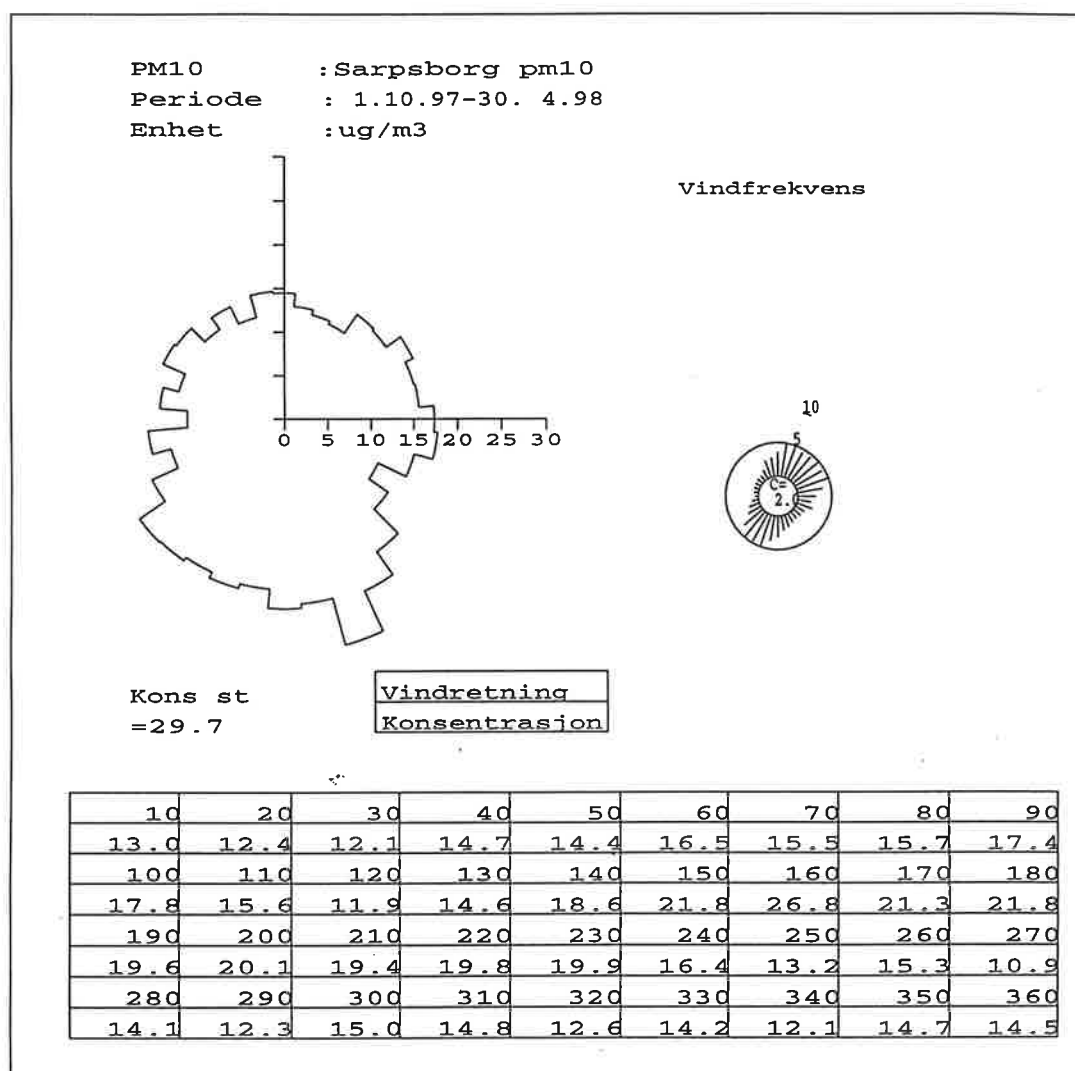 PM10 :Sarpsborg pm10
Periode : 1.10.97-30. 4.98
Enhet :ug/m3
Vindfrekvens
10
5
C=
2.
0 5 10 15 20 25 30
Kons st
=29.7
Vindretning
Konsentrasjon
10 20 30 40 50 60 70 80 90
13.0 12.4 12.1 14.7 14.4 16.5 15.5 15.7 17.4
100 110 120 130 140 150 160 170 180
17.8 15.6 11.9 14.6 18.6 21.8 26.8 21.3 21.8
190 200 210 220 230 240 250 260 270
19.6 20.1 19.4 19.8 19.9 16.4 13.2 15.3 10.9
280 290 300 310 320 330 340 350 360
14.1 12.3 15.0 14.8 12.6 14.2 12.1 14.7 14.5